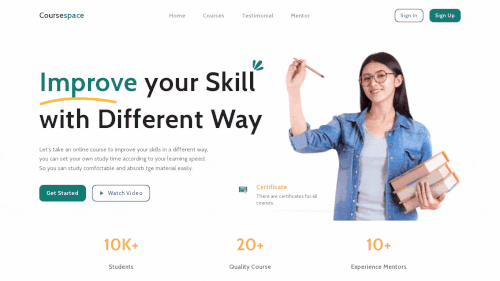 Coursespace
Home
Courses
Testimonial
Mentor
Sign In
Sign Up
Improve your Skill
with Different Way
Let's take an online course to improve your skills in a different way,
you can set your own study time according to your learning speed.
So you can study comfortable and absorb tge material easily.
Get Started
Watch Video
Certificate
There are certificates for all
courses.
10K+
20+
10+
Students
Quality Course
Experience Mentors